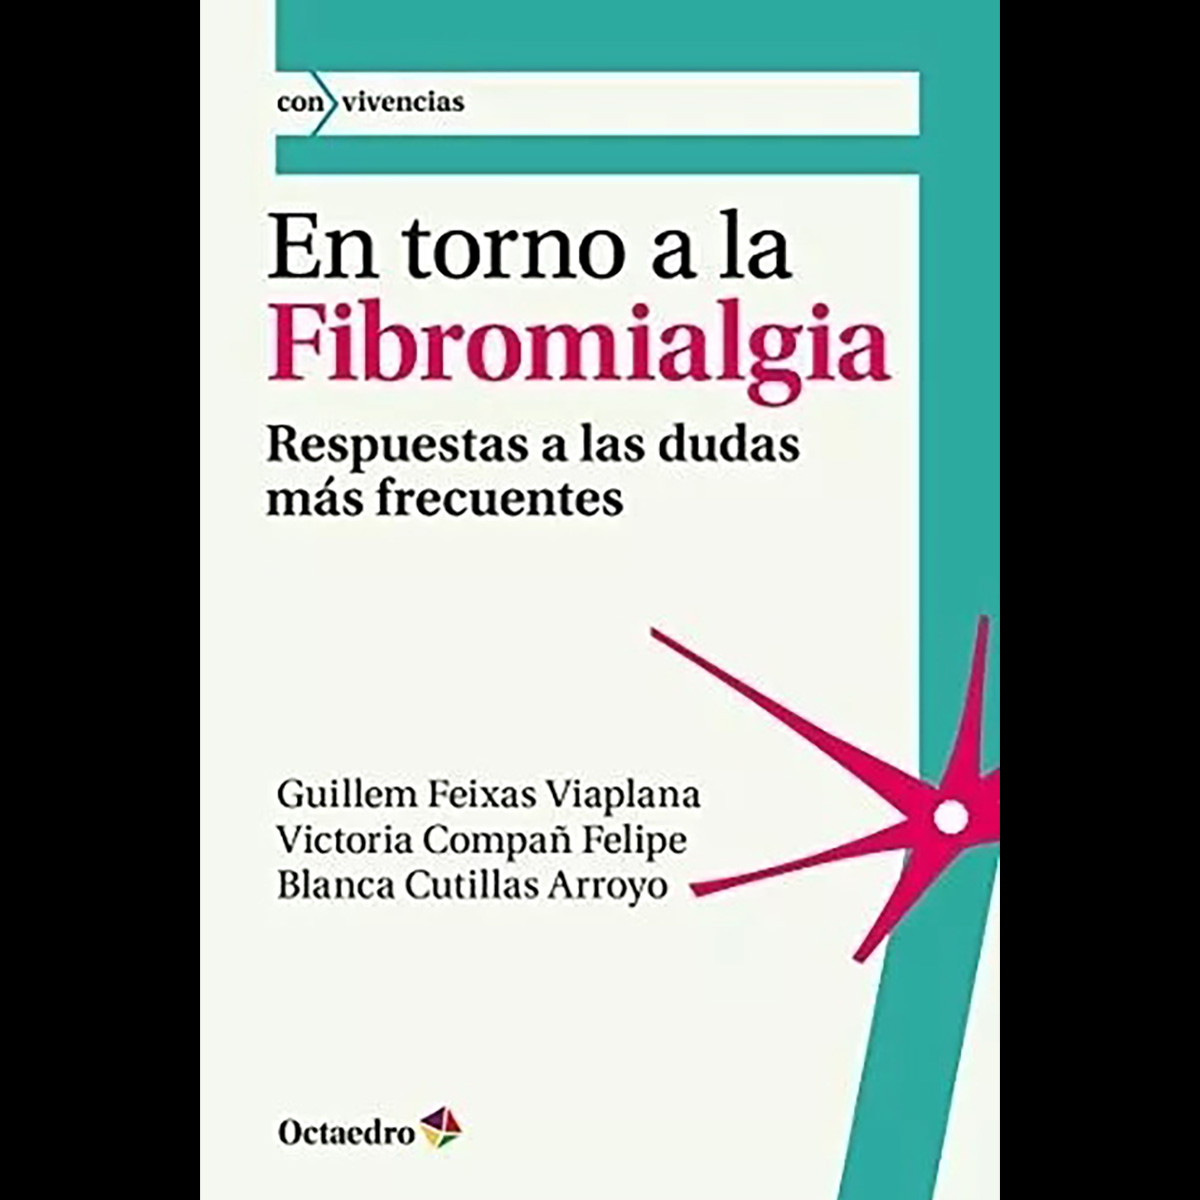 con vivencias
En torno a la
Fibromialgia
Respuestas a las dudas
más frecuentes
Guillem Feixas Viaplana
Victoria Compañ Felipe
Blanca Cutillas Arroyo
Octaedro